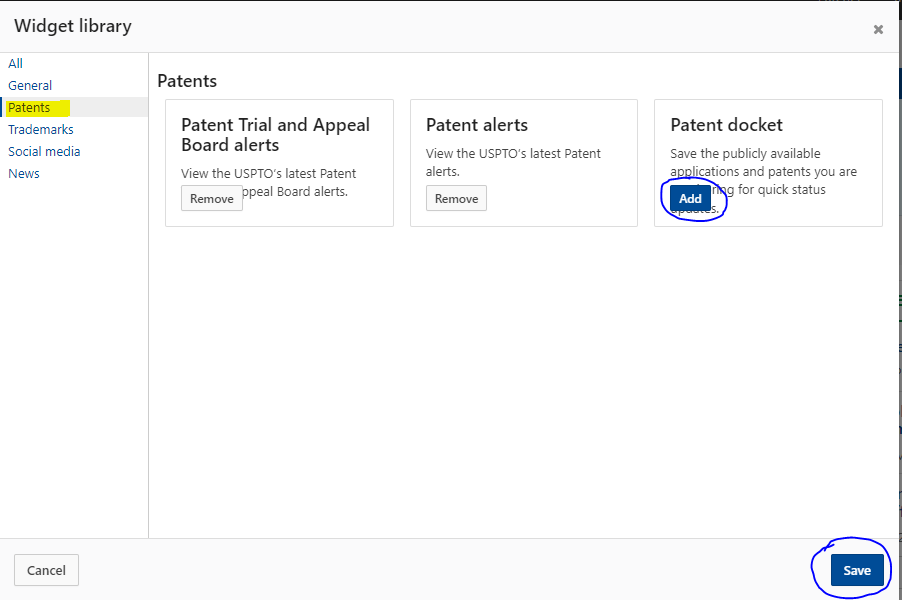 Widget library
All
General
Patents
Trademarks
Social media
News
Patents
Patent Trial and Appeal
Board alerts
View the USPTO's latest Patent
ppeal Board alerts.
Remove
Patent alerts
View the USPTO's latest Patent
alerts.
Remove
Patent docket
Save the publicly available
applications and patents you are
ring for quick status
updates.
Add
Cancel
Save